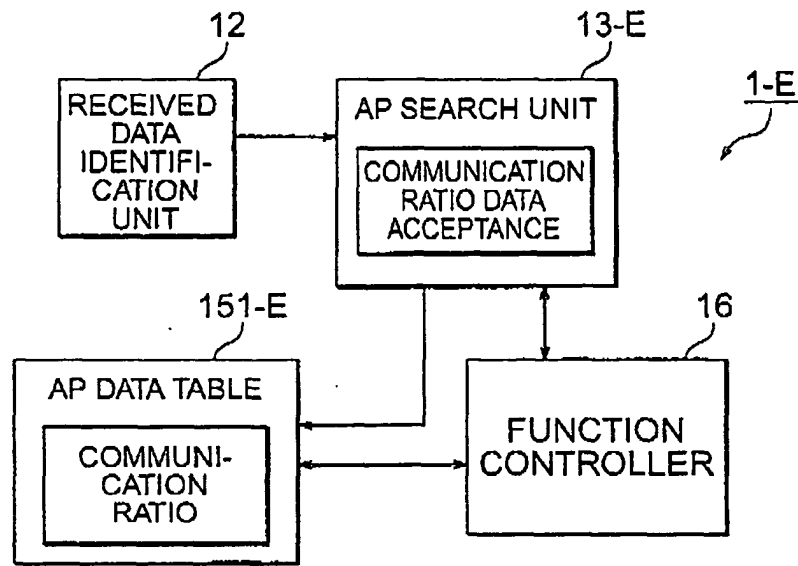 12
13-E
1-E
RECEIVED
DATA
IDENTIFI-
CATION
UNIT
AP SEARCH UNIT
COMMUNICATION
RATIO DATA
ACCEPTANCE
151-E
16
AP DATA TABLE
COMMUNI-
CATION
RATIO
FUNCTION
CONTROLLER